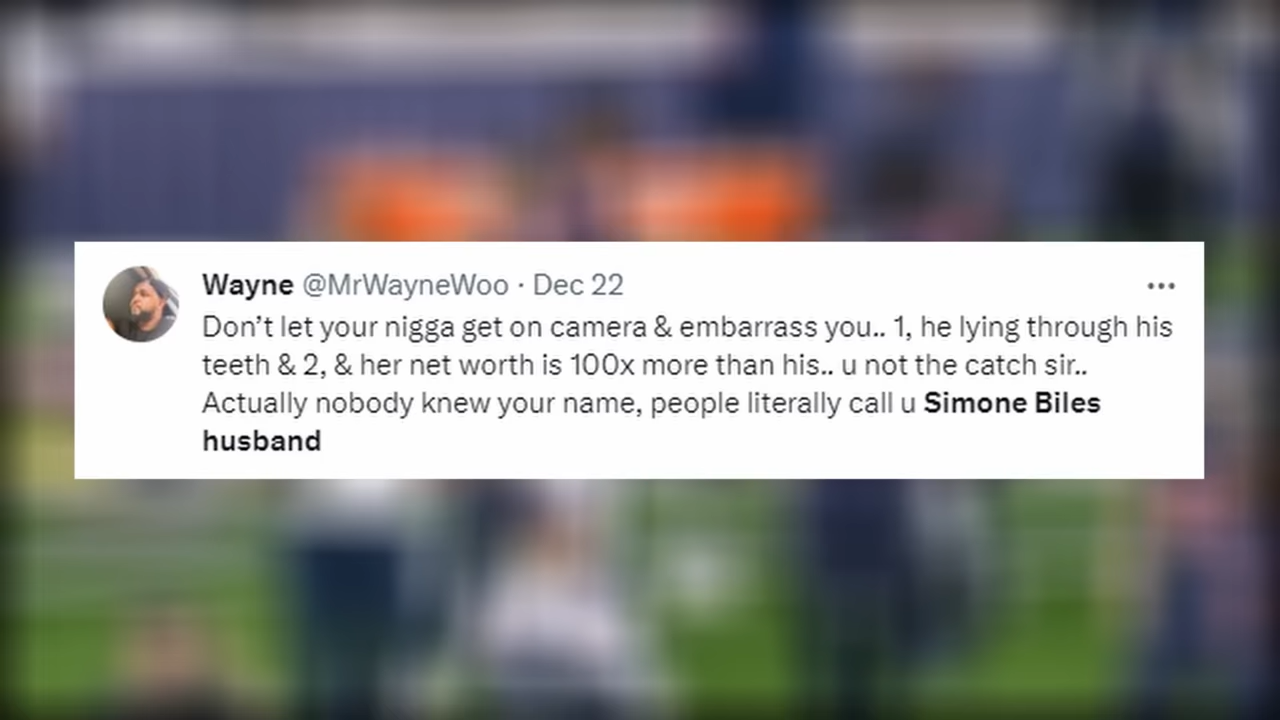 Wayne @MrWayneWoo · Dec 22
Don’t let your nigga get on camera & embarrass you.. 1, he lying through his
teeth & 2, & her net worth is 100x more than his.. u not the catch sir..
Actually nobody knew your name, people literally call u Simone Biles
husband